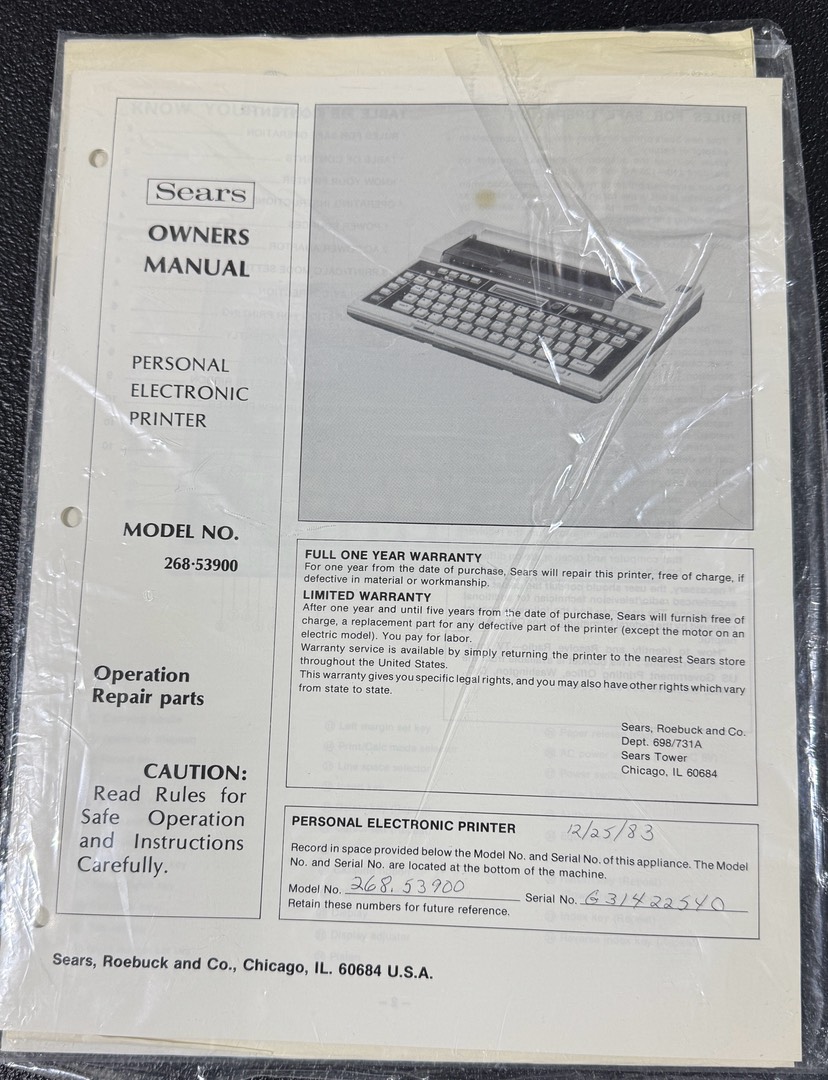 Sears
OWNERS
MANUAL
PERSONAL
ELECTRONIC
PRINTER
MODEL NO.
268·53900
Operation
Repair parts
CAUTION:
Read Rules for
Safe Operation
and Instructions
Carefully.
FULL ONE YEAR WARRANTY
For one year from the date of purchase, Sears will repair this printer, free of charge, if
defective in material or workmanship.
LIMITED WARRANTY
After one year and until five years from the date of purchase, Sears will furnish free of
charge, a replacement part for any defective part of the printer (except the motor on an
electric model). You pay for labor.
Warranty service is available by simply returning the printer to the nearest Sears store
throughout the United States.
This warranty gives you specific legal rights, and you may also have other rights which vary
from state to state.
Sears, Roebuck and Co.
Dept. 698/731A
Sears Tower
Chicago, IL 60684
PERSONAL ELECTRONIC PRINTER 12/25/83
Record in space provided below the Model No. and Serial No. of this appliance. The Model
No. and Serial No. are located at the bottom of the machine.
Model No. 268.53900 Serial No. G31422540
Retain these numbers for future reference.
Sears, Roebuck and Co., Chicago, IL. 60684 U.S.A.